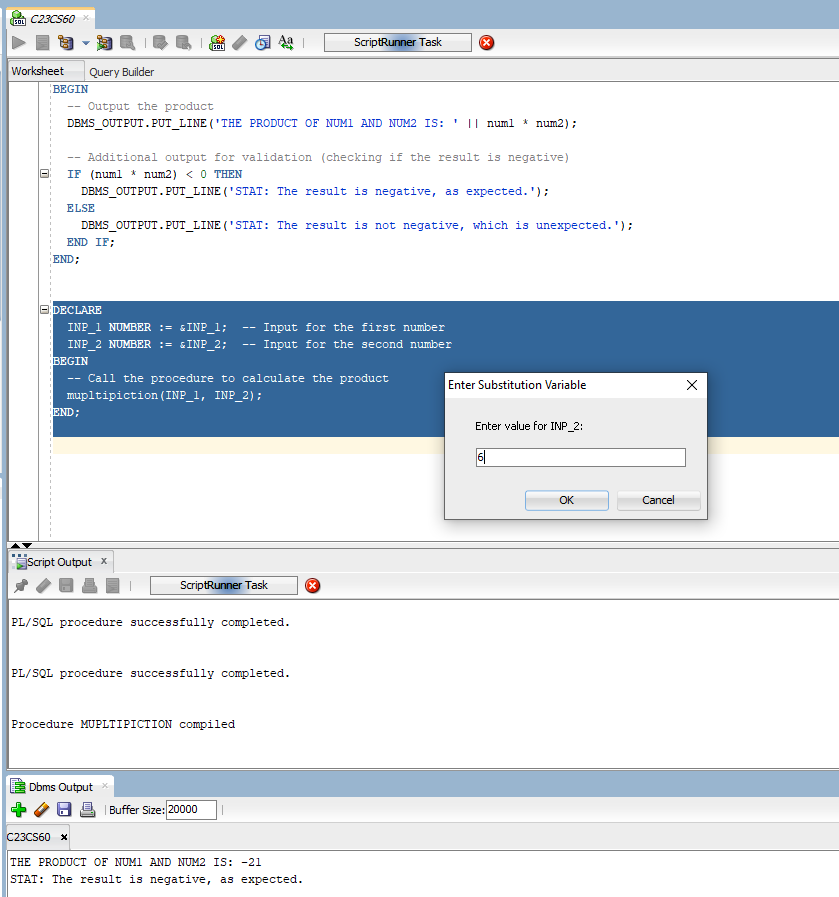 C23CS60
SQL
ScriptRunner Task
Worksheet Query Builder
BEGIN
-- Output the product
DBMS_OUTPUT.PUT_LINE('THE PRODUCT OF NUM1 AND NUM2 IS: ' || num1 * num2);
-- Additional output for validation (checking if the result is negative)
IF (num1 * num2) < 0 THEN
DBMS_OUTPUT.PUT_LINE('STAT: The result is negative, as expected.');
ELSE
DBMS_OUTPUT.PUT_LINE('STAT: The result is not negative, which is unexpected.');
END IF;
END;
DECLARE
INP_1 NUMBER := &INP_1;  -- Input for the first number
INP_2 NUMBER := &INP_2;  -- Input for the second number
BEGIN
-- Call the procedure to calculate the product
mupltipiction(INP_1, INP_2);
END;
Enter Substitution Variable
Enter value for INP_2:
6
OK Cancel
Script Output
ScriptRunner Task
PL/SQL procedure successfully completed.
PL/SQL procedure successfully completed.
Procedure MUPLTIPICTION compiled
Dbms Output
Buffer Size: 20000
C23CS60
THE PRODUCT OF NUM1 AND NUM2 IS: -21
STAT: The result is negative, as expected.